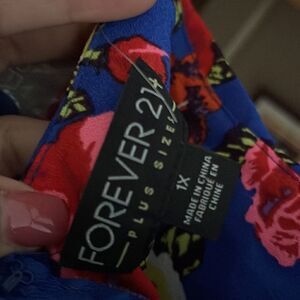 FOREVER 21
PLUS SIZES
1X
MADE IN CHINA
FABRIQUÉ EN
CHINE